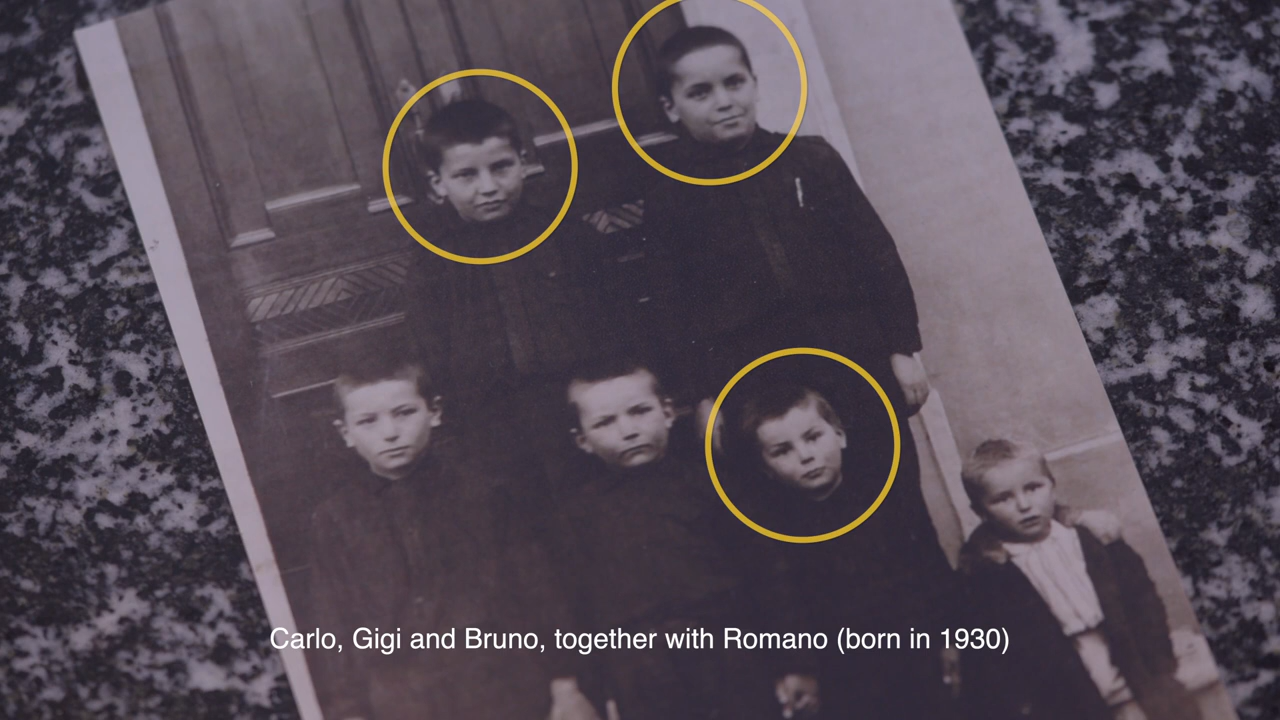 Carlo, Gigi and Bruno, together with Romano (born in 1930)